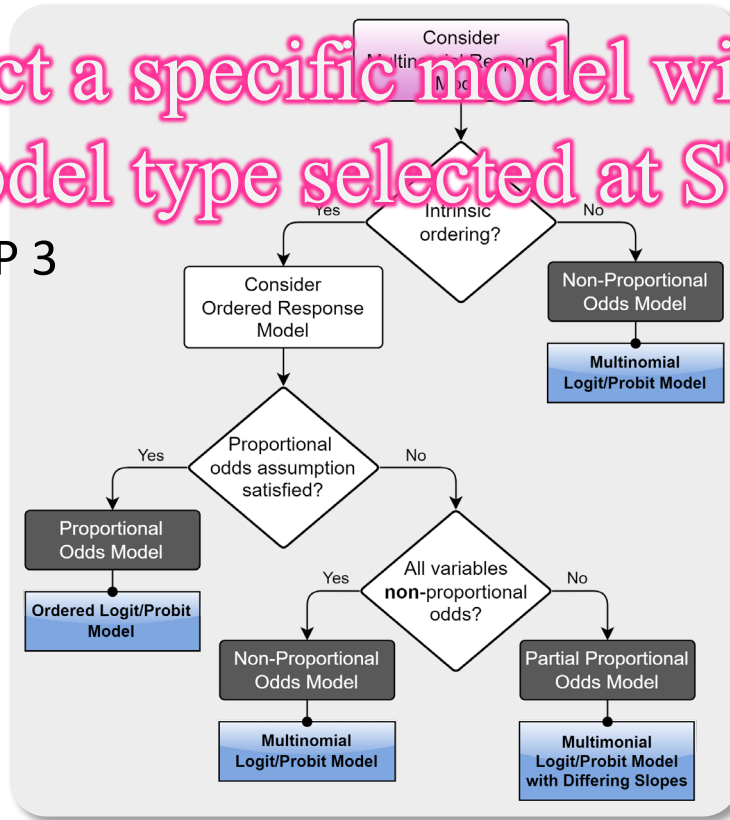 Consider
Multinomial Response
Model
ct a specific model wi
odel type selected at S
P 3
Intrinsic
ordering?
Yes
No
Consider
Ordered Response
Model
Non-Proportional
Odds Model
Multinomial
Logit/Probit Model
Proportional
odds assumption
satisfied?
Yes
No
Proportional
Odds Model
Ordered Logit/Probit
Model
All variables
non-proportional
odds?
Yes
No
Non-Proportional
Odds Model
Multinomial
Logit/Probit Model
Partial Proportional
Odds Model
Multimonial
Logit/Probit Model
with Differing Slopes